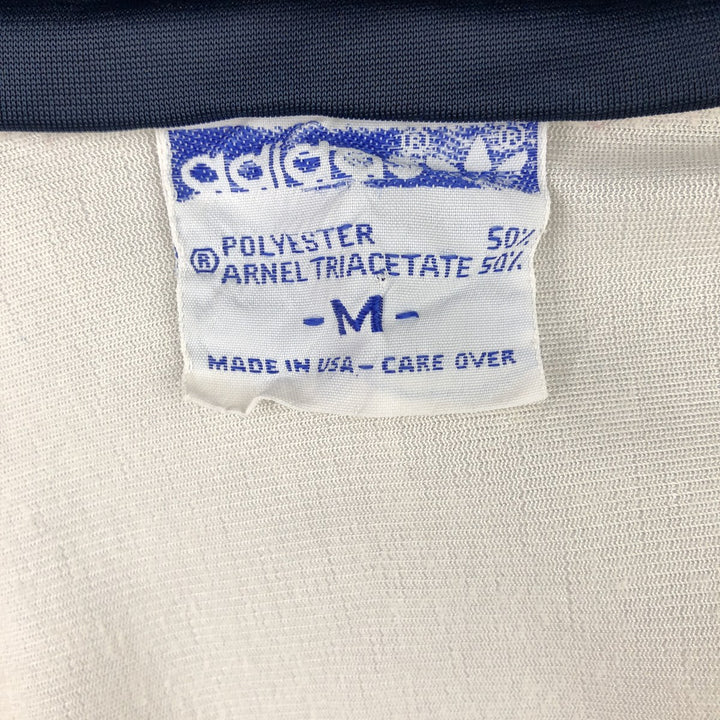 adidas ® ®
POLYESTER 50%
® ARNEL TRIACETATE 50%
- M -
MADE IN USA - CARE OVER